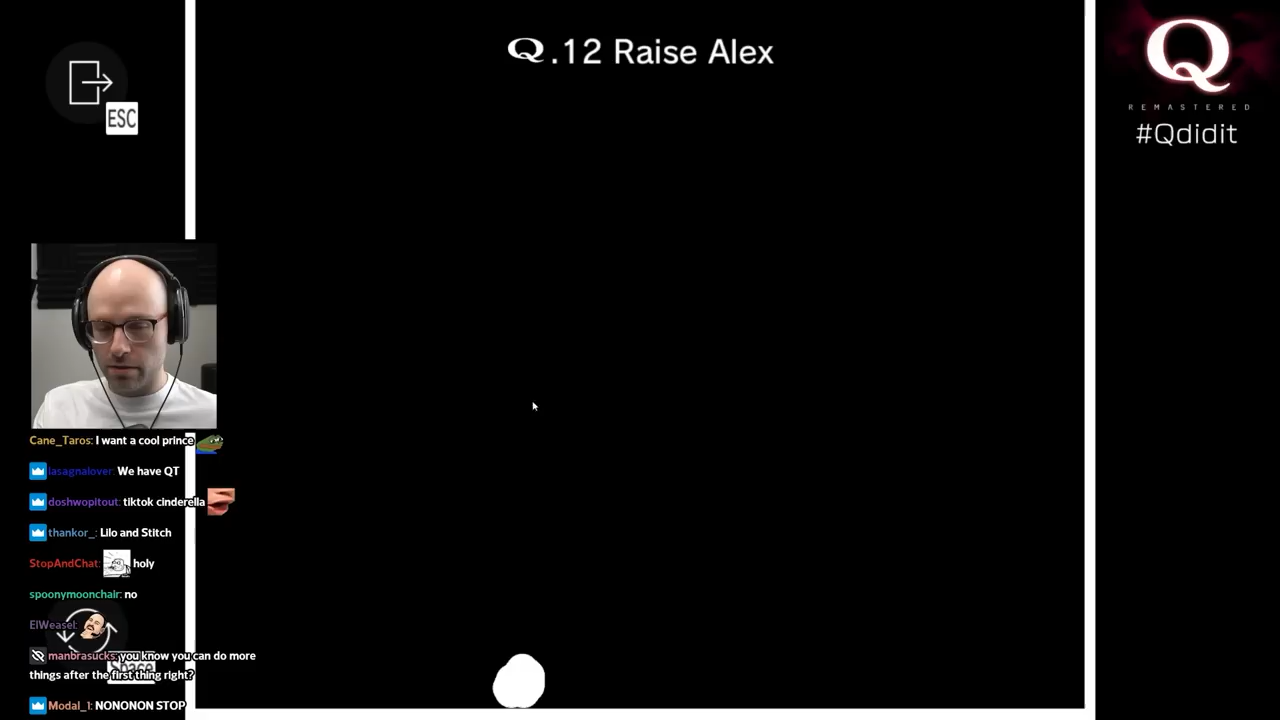 Q.12 Raise Alex
ESC
Q
REMASTERED
#Qdidit
Cane_Taros: I want a cool prince
lasagnalover: We have QT
doshwopltout: tiktok cinderella
thankor_: Lilo and Stitch
StopAndChat: holy
spoonymoonchair: no
ElWeasel:
Space
manbrasucks: you know you can do more
things after the first thing right?
Modal_1: NONONON STOP